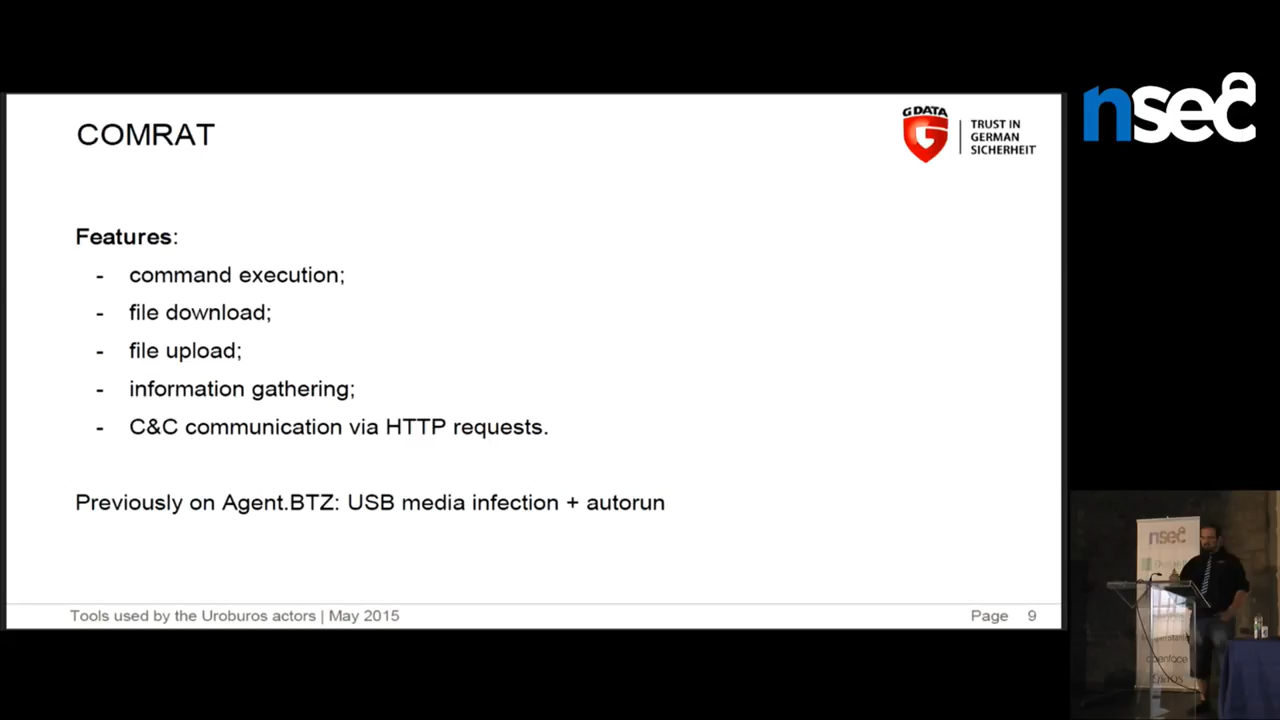 COMRAT
G DATA
TRUST IN
GERMAN
SICHERHEIT
nsec
Features:
- command execution;
- file download;
- file upload;
- information gathering;
- C&C communication via HTTP requests.
Previously on Agent.BTZ: USB media infection + autorun
Tools used by the Uroburos actors | May 2015
Page 9
nsec